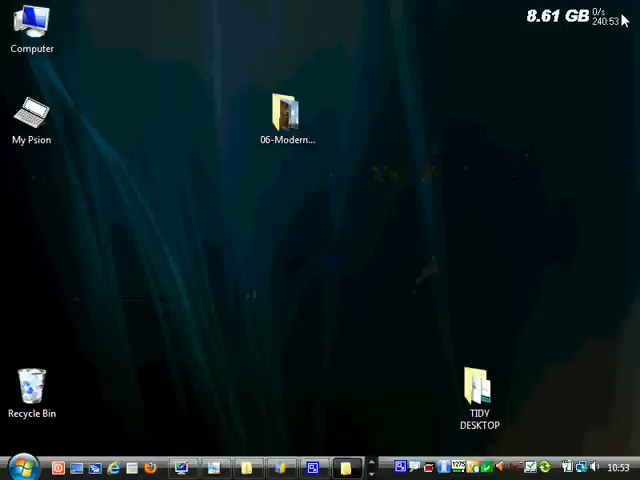 8.61 GB 0/s
240:53
Computer
My Psion
06-Modern...
Recycle Bin
TIDY
DESKTOP
10:53